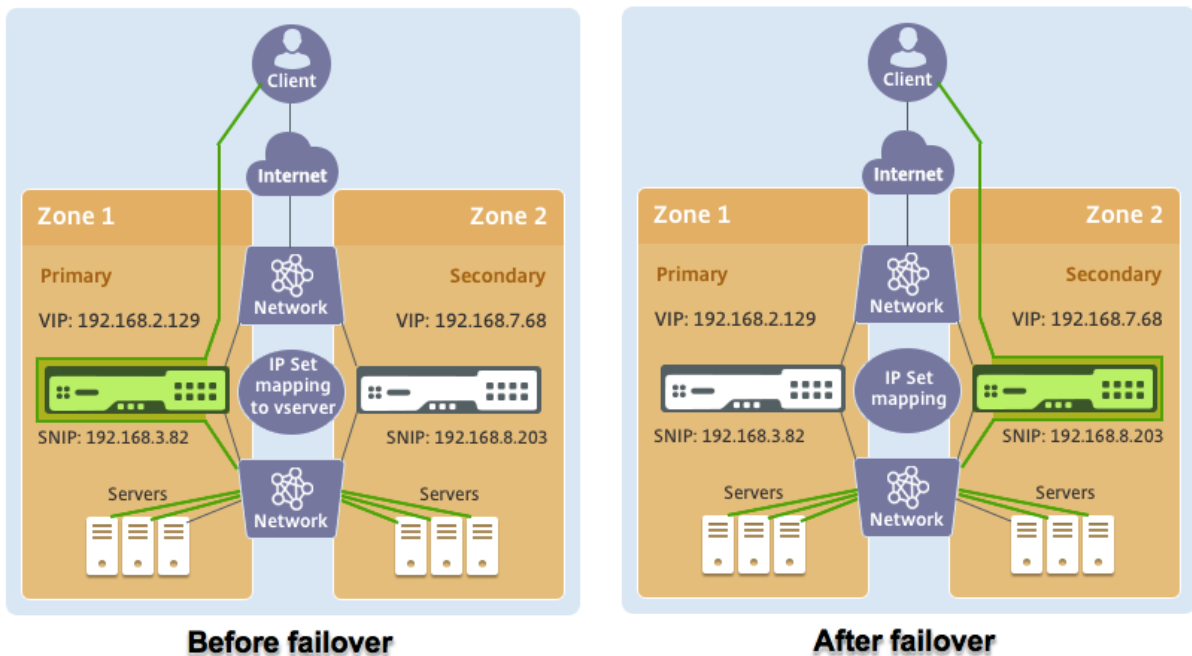 Client
Internet
Zone 1
Zone 2
Primary
Secondary
Network
VIP: 192.168.2.129
VIP: 192.168.7.68
IP Set
mapping
to vserver
SNIP: 192.168.3.82
SNIP: 192.168.8.203
Servers
Servers
Network
Before failover
Client
Internet
Zone 1
Zone 2
Primary
Secondary
Network
VIP: 192.168.2.129
VIP: 192.168.7.68
IP Set
mapping
SNIP: 192.168.3.82
SNIP: 192.168.8.203
Servers
Servers
Network
After failover